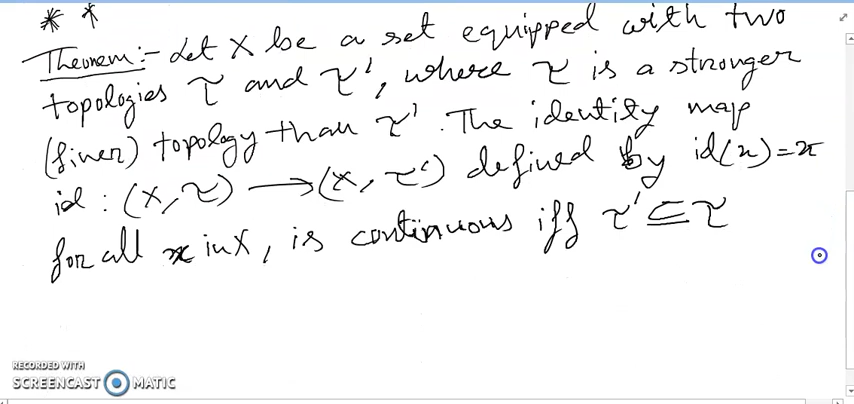 * *
Theorem:- Let X be a set equipped with two
topologies τ and τ', where τ is a stronger
(finer) topology than τ'. The identity map
id : (X, τ) → (X, τ') defined by id(x) = x
for all x in X, is continuous iff τ' ⊆ τ
RECORDED WITH
SCREENCAST MATIC